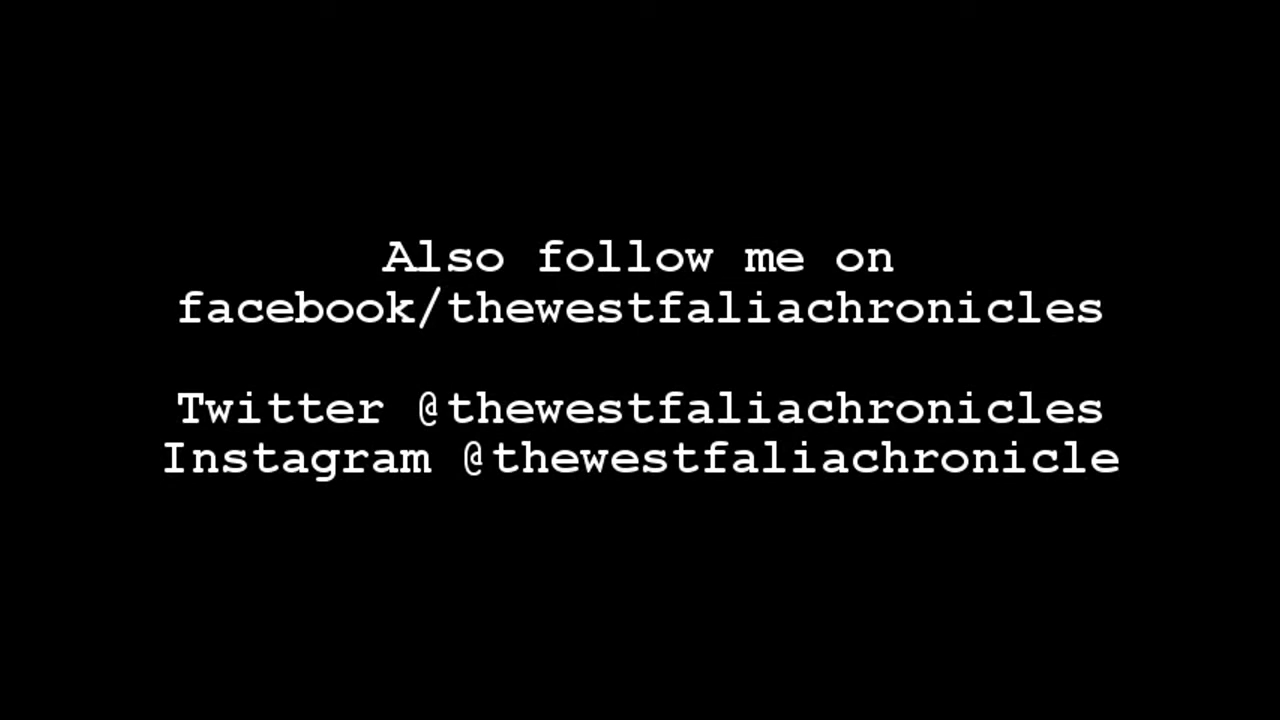 Also follow me on
facebook/thewestfaliachronicles
Twitter @thewestfaliachronicles
Instagram @thewestfaliachronicle